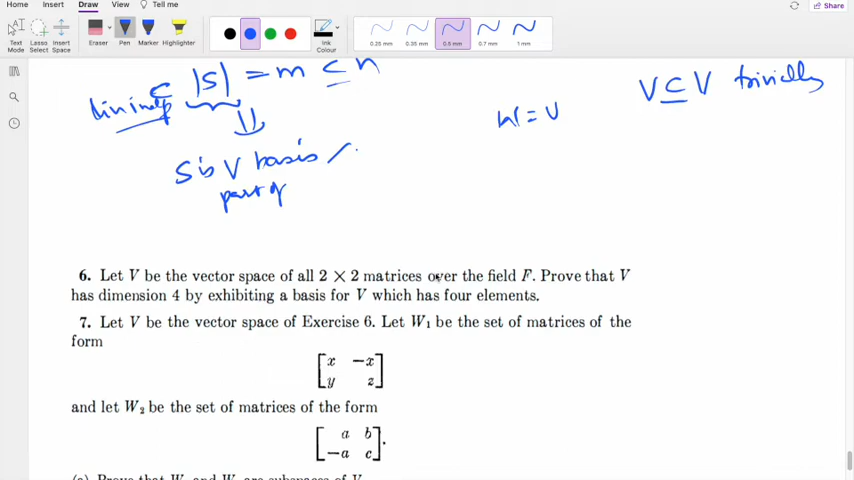 Home Insert Draw View Tell me
Share
Text Mode
Lasso Select
Insert Space
Eraser
Pen
Marker
Highlighter
Ink Colour
0.25 mm
0.35 mm
0.5 mm
0.7 mm
1 mm
|S| = m ⊆ n
V ⊆ V trivially
W = V
S is V basis
part of
6. Let V be the vector space of all 2 × 2 matrices over the field F. Prove that V
has dimension 4 by exhibiting a basis for V which has four elements.
7. Let V be the vector space of Exercise 6. Let W₁ be the set of matrices of the
form
[x −x
y z]
and let W₂ be the set of matrices of the form
[a b
−a c].